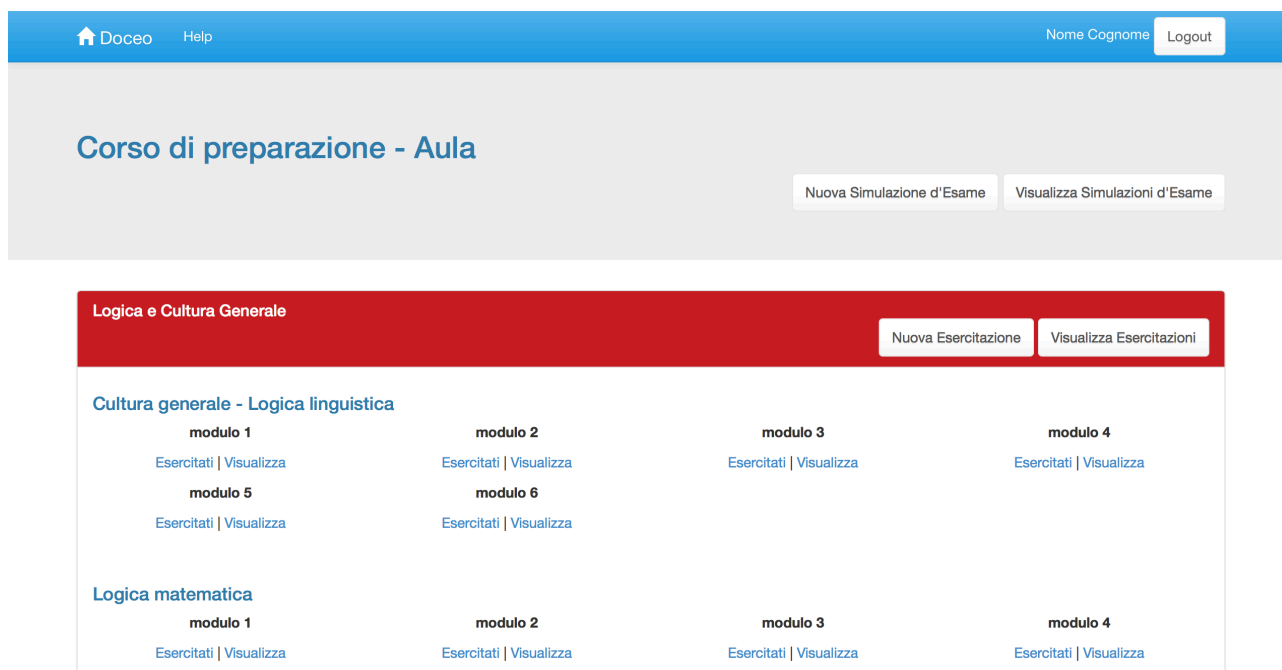 Doceo Help Nome Cognome Logout
Corso di preparazione - Aula
Nuova Simulazione d'Esame Visualizza Simulazioni d'Esame
Logica e Cultura Generale
Nuova Esercitazione Visualizza Esercitazioni
Cultura generale - Logica linguistica
modulo 1 modulo 2 modulo 3 modulo 4
Esercitati | Visualizza Esercitati | Visualizza Esercitati | Visualizza Esercitati | Visualizza
modulo 5 modulo 6
Esercitati | Visualizza Esercitati | Visualizza
Logica matematica
modulo 1 modulo 2 modulo 3 modulo 4
Esercitati | Visualizza Esercitati | Visualizza Esercitati | Visualizza Esercitati | Visualizza